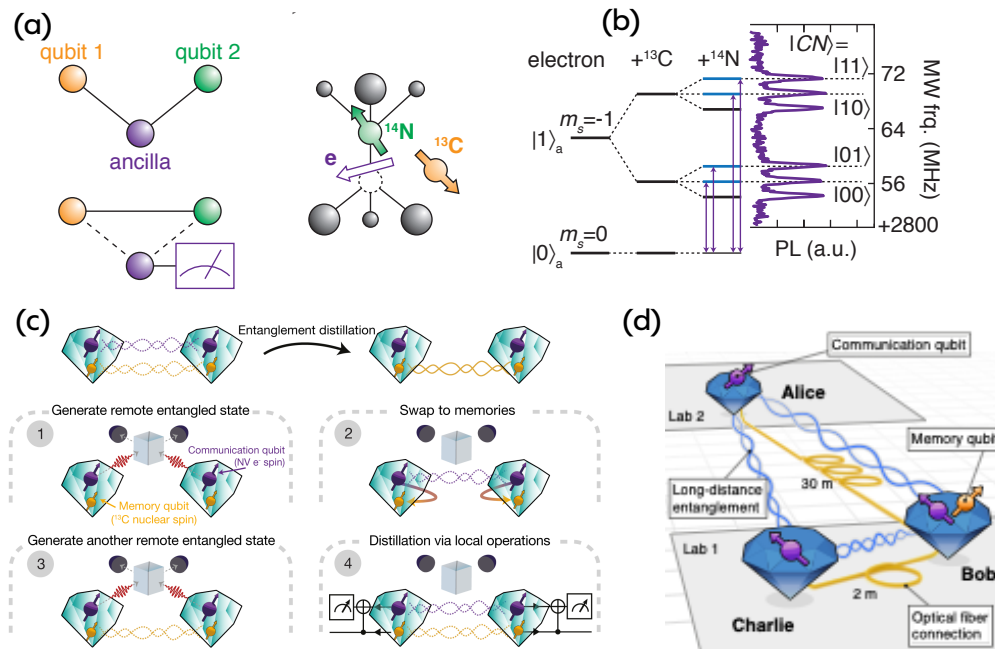 (a)
qubit 1
qubit 2
ancilla
¹⁴N
¹³C
e
(b)
electron
+¹³C
+¹⁴N
|CN⟩=
|11⟩
|10⟩
|01⟩
|00⟩
mₛ=-1
|1⟩ₐ
mₛ=0
|0⟩ₐ
72
64
56
+2800
MW frq. (MHz)
PL (a.u.)
(c)
Entanglement distillation
Generate remote entangled state
1
Communication qubit
(NV e⁻ spin)
Memory qubit
(¹³C nuclear spin)
Swap to memories
2
Generate another remote entangled state
3
Distillation via local operations
4
(d)
Communication qubit
Alice
Lab 2
Memory qubit
30 m
Long-distance
entanglement
Lab 1
Bob
2 m
Charlie
Optical fiber
connection